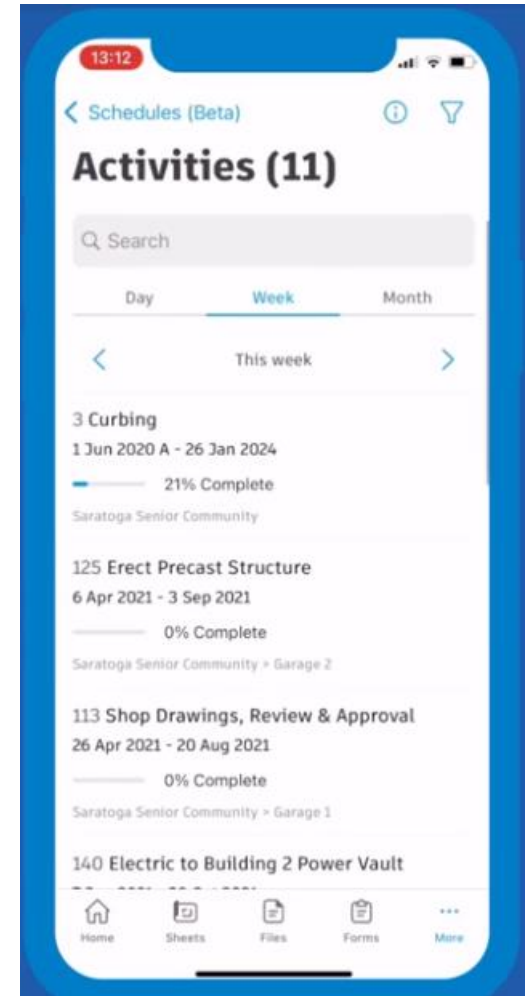 13:12
Schedules (Beta)
Activities (11)
Search
Day Week Month
This week
3 Curbing
1 Jun 2020 A - 26 Jan 2024
21% Complete
Saratoga Senior Community
125 Erect Precast Structure
6 Apr 2021 - 3 Sep 2021
0% Complete
Saratoga Senior Community > Garage 2
113 Shop Drawings, Review & Approval
26 Apr 2021 - 20 Aug 2021
0% Complete
Saratoga Senior Community > Garage 1
140 Electric to Building 2 Power Vault
Home Sheets Files Forms More